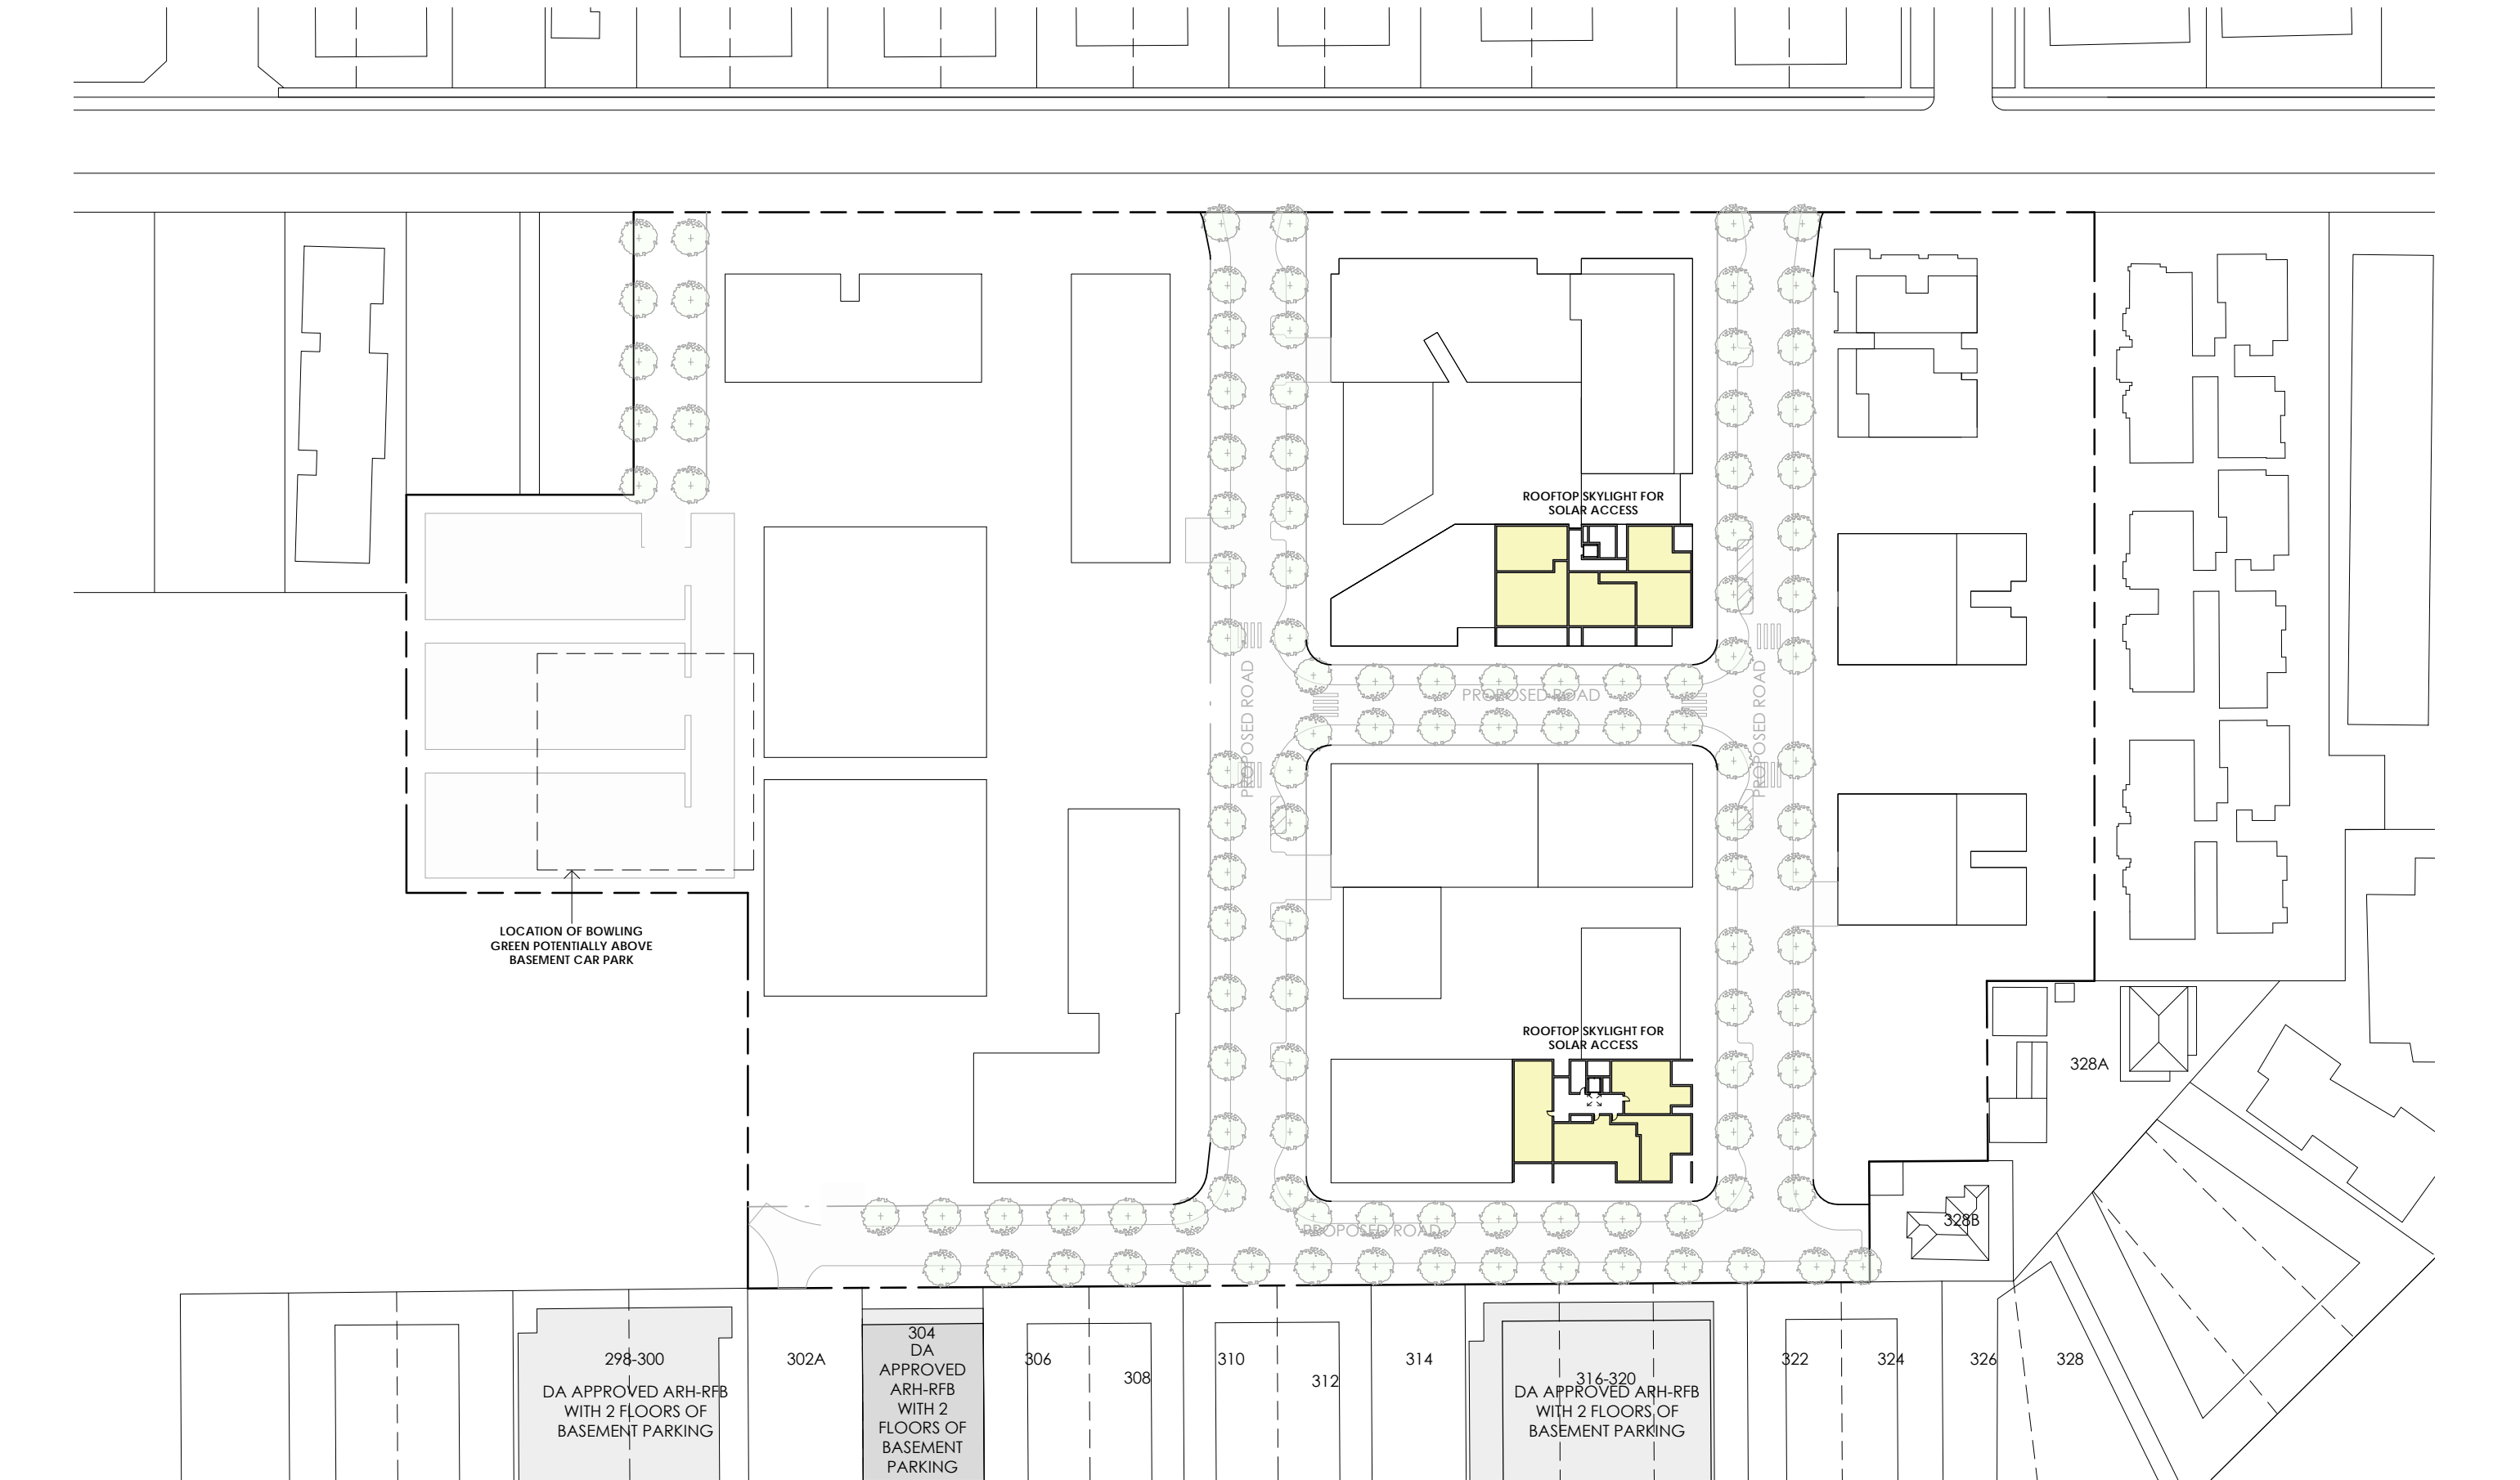 ROOFTOP SKYLIGHT FOR
SOLAR ACCESS
PROPOSED ROAD
PROPOSED ROAD
PROPOSED ROAD
LOCATION OF BOWLING
GREEN POTENTIALLY ABOVE
BASEMENT CAR PARK
ROOFTOP SKYLIGHT FOR
SOLAR ACCESS
328A
328B
PROPOSED ROAD
298-300
DA APPROVED ARH-RFB
WITH 2 FLOORS OF
BASEMENT PARKING
302A
304
DA
APPROVED
ARH-RFB
WITH 2
FLOORS OF
BASEMENT
PARKING
306
308
310
312
314
316-320
DA APPROVED ARH-RFB
WITH 2 FLOORS OF
BASEMENT PARKING
322
324
326
328